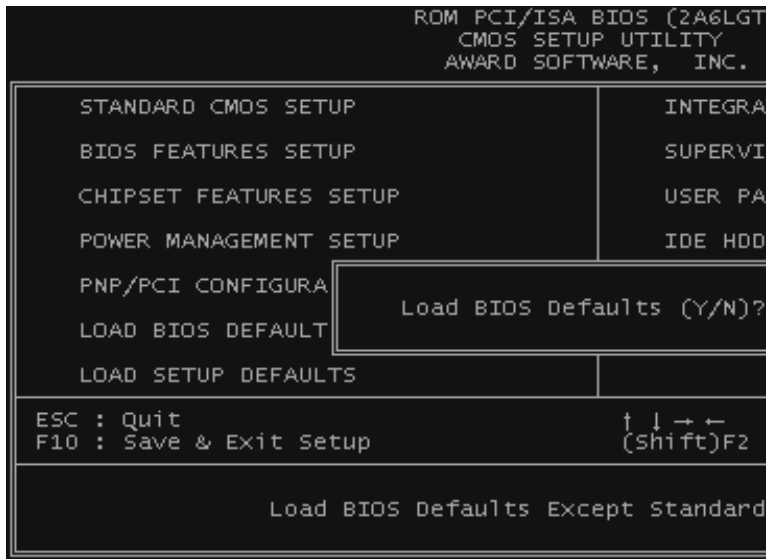 ROM PCI/ISA BIOS (2A6LGT
CMOS SETUP UTILITY
AWARD SOFTWARE, INC.
STANDARD CMOS SETUP
INTEGRA
BIOS FEATURES SETUP
SUPERVI
CHIPSET FEATURES SETUP
USER PA
POWER MANAGEMENT SETUP
IDE HDD
PNP/PCI CONFIGURA
Load BIOS Defaults (Y/N)?
LOAD BIOS DEFAULT
LOAD SETUP DEFAULTS
ESC : Quit
↑ ↓ → ←
F10 : Save & Exit Setup
(Shift)F2
Load BIOS Defaults Except Standard